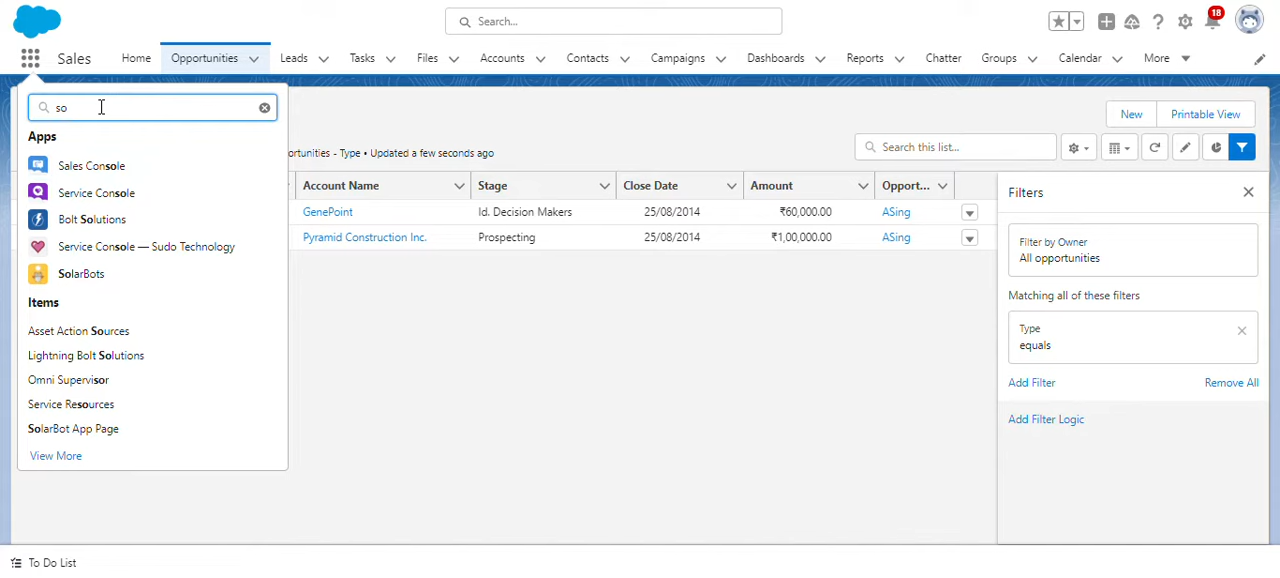 Search...
18
Sales
Home
Opportunities
Leads
Tasks
Files
Accounts
Contacts
Campaigns
Dashboards
Reports
Chatter
Groups
Calendar
More
so
Apps
Sales Console
Service Console
Bolt Solutions
Service Console — Sudo Technology
SolarBots
Items
Asset Action Sources
Lightning Bolt Solutions
Omni Supervisor
Service Resources
SolarBot App Page
View More
New
Printable View
portunities - Type • Updated a few seconds ago
Search this list...
Account Name Stage Close Date Amount Opport...
GenePoint Id. Decision Makers 25/08/2014 ₹60,000.00 ASing
Pyramid Construction Inc. Prospecting 25/08/2014 ₹1,00,000.00 ASing
Filters
Filter by Owner
All opportunities
Matching all of these filters
Type
equals
Add Filter
Remove All
Add Filter Logic
To Do List